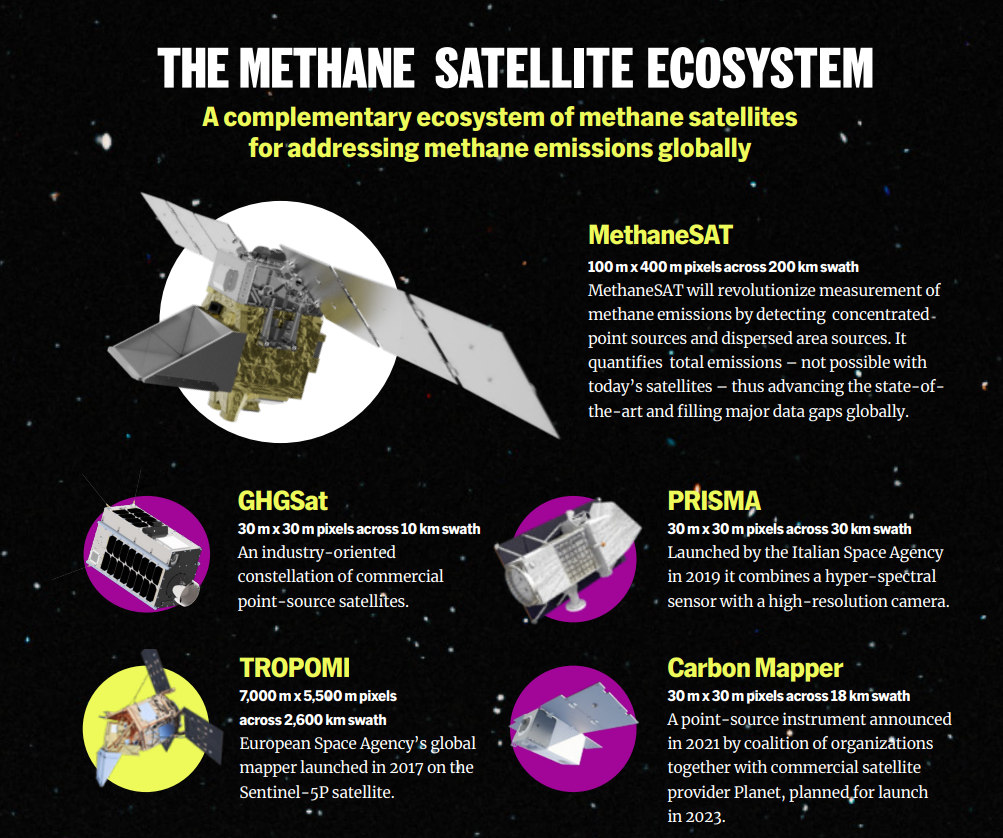 THE METHANE SATELLITE ECOSYSTEM
A complementary ecosystem of methane satellites
for addressing methane emissions globally
MethaneSAT
100 m x 400 m pixels across 200 km swath
MethaneSAT will revolutionize measurement of
methane emissions by detecting concentrated
point sources and dispersed area sources. It
quantifies total emissions – not possible with
today’s satellites – thus advancing the state-of-
the-art and filling major data gaps globally.
GHGSat
30 m x 30 m pixels across 10 km swath
An industry-oriented
constellation of commercial
point-source satellites.
PRISMA
30 m x 30 m pixels across 30 km swath
Launched by the Italian Space Agency
in 2019 it combines a hyper-spectral
sensor with a high-resolution camera.
TROPOMI
7,000 m x 5,500 m pixels
across 2,600 km swath
European Space Agency’s global
mapper launched in 2017 on the
Sentinel-5P satellite.
Carbon Mapper
30 m x 30 m pixels across 18 km swath
A point-source instrument announced
in 2021 by coalition of organizations
together with commercial satellite
provider Planet, planned for launch
in 2023.